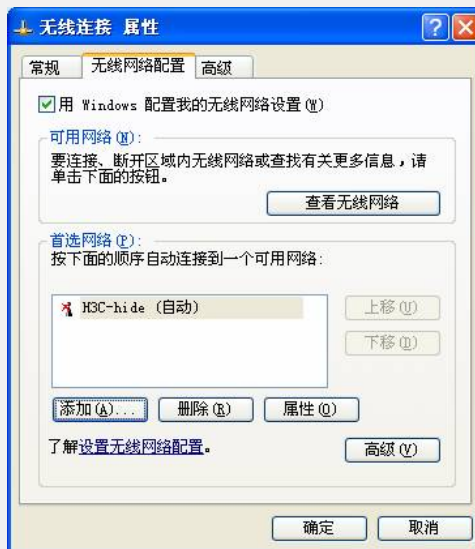 无线连接 属性
常规 无线网络配置 高级
用 Windows 配置我的无线网络设置(W)
可用网络(N):
要连接、断开区域内无线网络或查找有关更多信息,请
单击下面的按钮。
查看无线网络
首选网络(P):
按下面的顺序自动连接到一个可用网络:
H3C-hide (自动)
上移(U)
下移(D)
添加(A)... 删除(R) 属性(O)
了解设置无线网络配置。
高级(V)
确定 取消